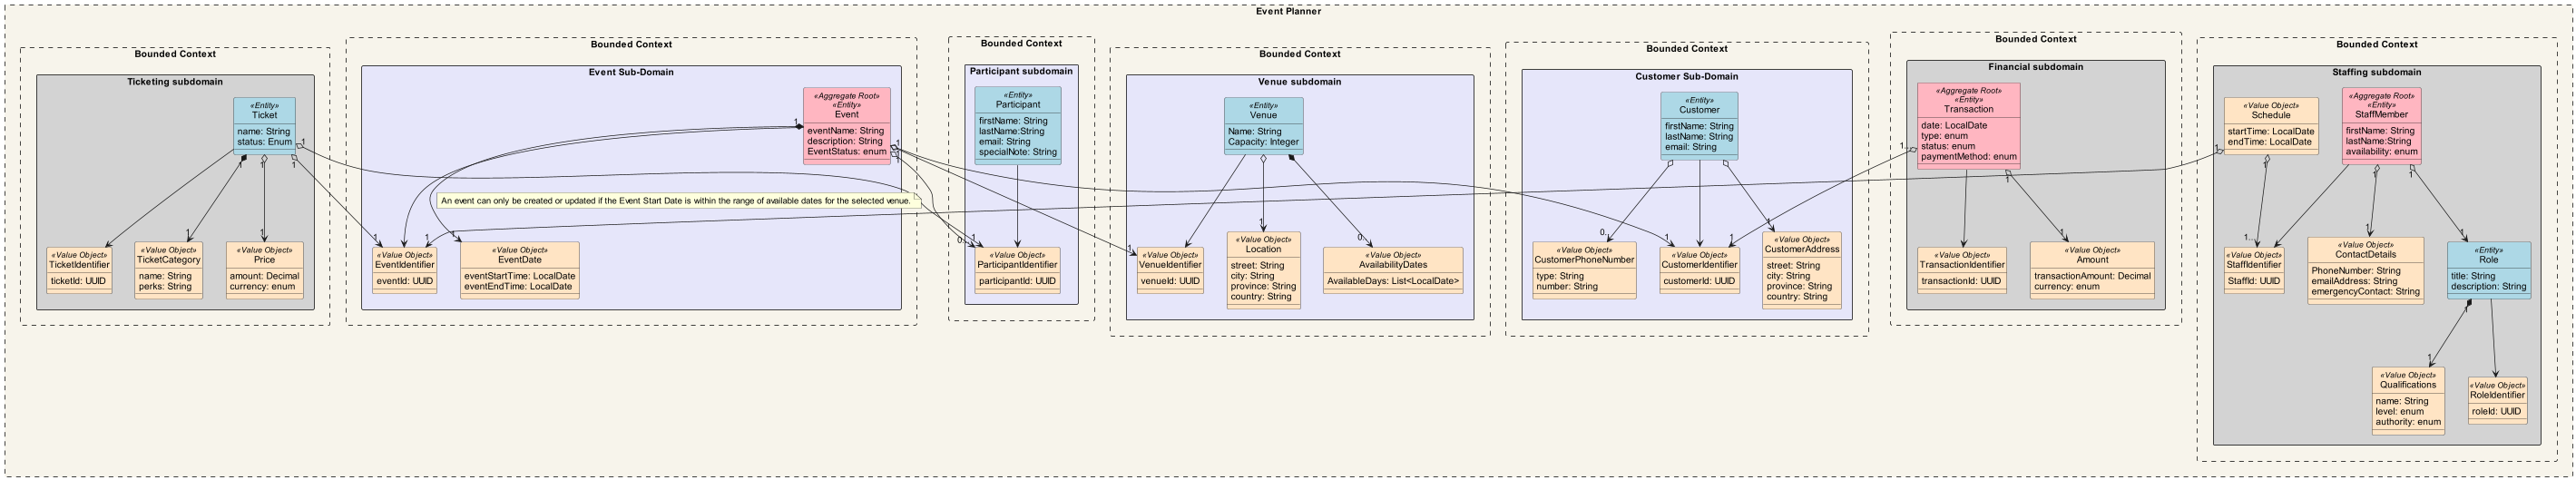 Event Planner
Bounded Context
Ticketing subdomain
«Entity»
Ticket
name: String
status: Enum
1
1
1
1
«Value Object»
TicketIdentifier
ticketId: UUID
1
«Value Object»
TicketCategory
name: String
perks: String
1
«Value Object»
Price
amount: Decimal
currency: enum
Bounded Context
Event Sub-Domain
«Aggregate Root»
«Entity»
Event
eventName: String
description: String
EventStatus: enum
1
1
1
An event can only be created or updated if the Event Start Date is within the range of available dates for the selected venue.
1
1
«Value Object»
EventIdentifier
eventId: UUID
1
«Value Object»
EventDate
eventStartTime: LocalDate
eventEndTime: LocalDate
Bounded Context
Participant subdomain
«Entity»
Participant
firstName: String
lastName:String
email: String
specialNote: String
0..
1
«Value Object»
ParticipantIdentifier
participantId: UUID
Bounded Context
Venue subdomain
«Entity»
Venue
Name: String
Capacity: Integer
1
«Value Object»
VenueIdentifier
venueId: UUID
1
«Value Object»
Location
street: String
city: String
province: String
country: String
0..
«Value Object»
AvailabilityDates
AvailableDays: List<LocalDate>
Bounded Context
Customer Sub-Domain
«Entity»
Customer
firstName: String
lastName: String
email: String
0..
«Value Object»
CustomerPhoneNumber
type: String
number: String
1
1
«Value Object»
CustomerIdentifier
customerId: UUID
1
«Value Object»
CustomerAddress
street: String
city: String
province: String
country: String
Bounded Context
Financial subdomain
«Aggregate Root»
«Entity»
Transaction
date: LocalDate
type: enum
status: enum
paymentMethod: enum
1..
1
«Value Object»
TransactionIdentifier
transactionId: UUID
1
«Value Object»
Amount
transactionAmount: Decimal
currency: enum
Bounded Context
Staffing subdomain
«Value Object»
Schedule
startTime: LocalDate
endTime: LocalDate
1
1
«Aggregate Root»
«Entity»
StaffMember
firstName: String
lastName:String
availability: enum
1
1
1..
«Value Object»
StaffIdentifier
StaffId: UUID
1
«Value Object»
ContactDetails
PhoneNumber: String
emailAddress: String
emergencyContact: String
1
«Entity»
Role
title: String
description: String
1
1
«Value Object»
Qualifications
name: String
level: enum
authority: enum
«Value Object»
RoleIdentifier
roleId: UUID